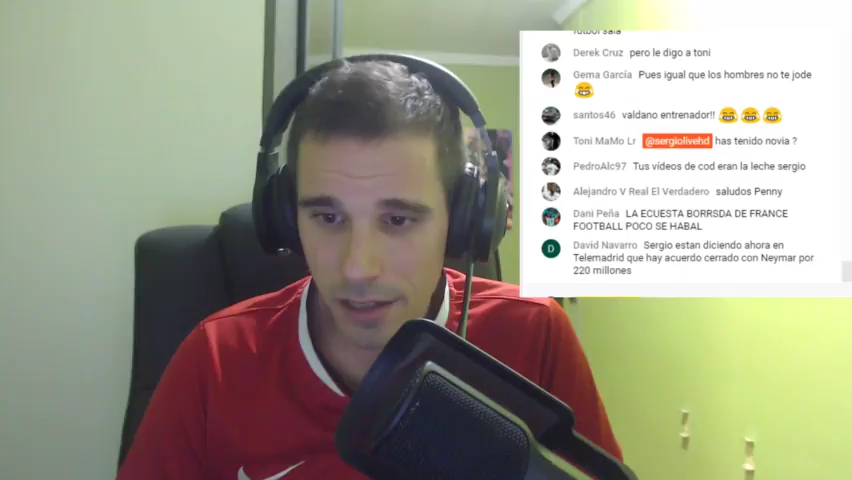 futbol sala
Derek Cruz pero le digo a toni
Gema García Pues igual que los hombres no te jode
😂
santos46 valdano entrenador!! 😂 😂 😂
Toni MaMo Lr @sergiolivehd has tenido novia ?
PedroAlc97 Tus vídeos de cod eran la leche sergio
Alejandro V Real El Verdadero saludos Penny
Dani Peña LA ECUESTA BORRSDA DE FRANCE
FOOTBALL POCO SE HABAL
D David Navarro Sergio estan diciendo ahora en
Telemadrid que hay acuerdo cerrado con Neymar por
220 millones